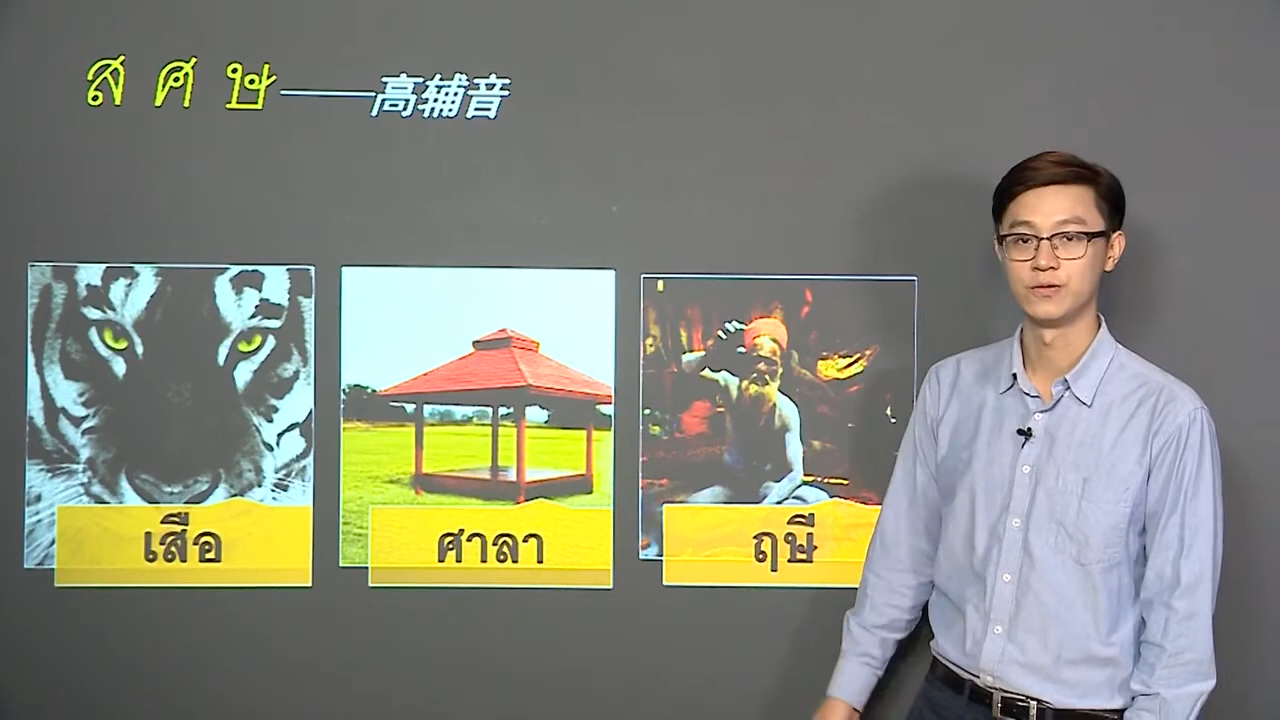 ส ศ ษ——高辅音
เสือ
ศาลา
ฤษี